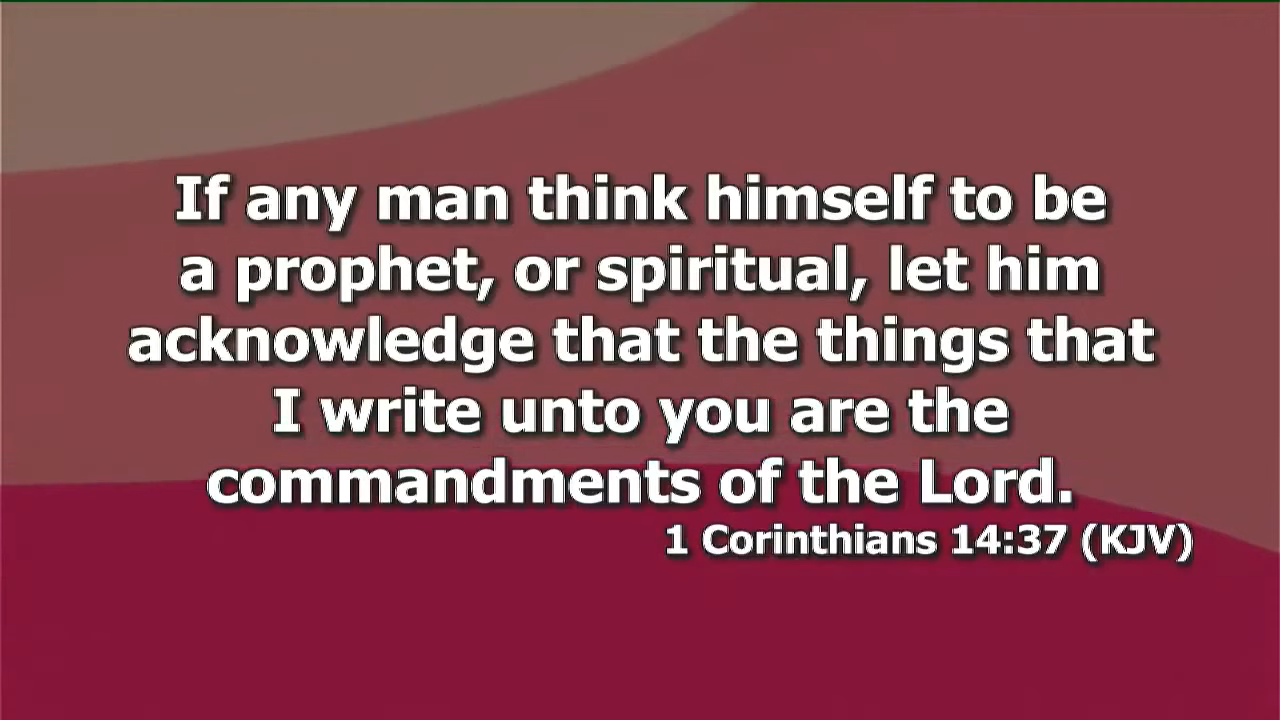 If any man think himself to be
a prophet, or spiritual, let him
acknowledge that the things that
I write unto you are the
commandments of the Lord.
1 Corinthians 14:37 (KJV)